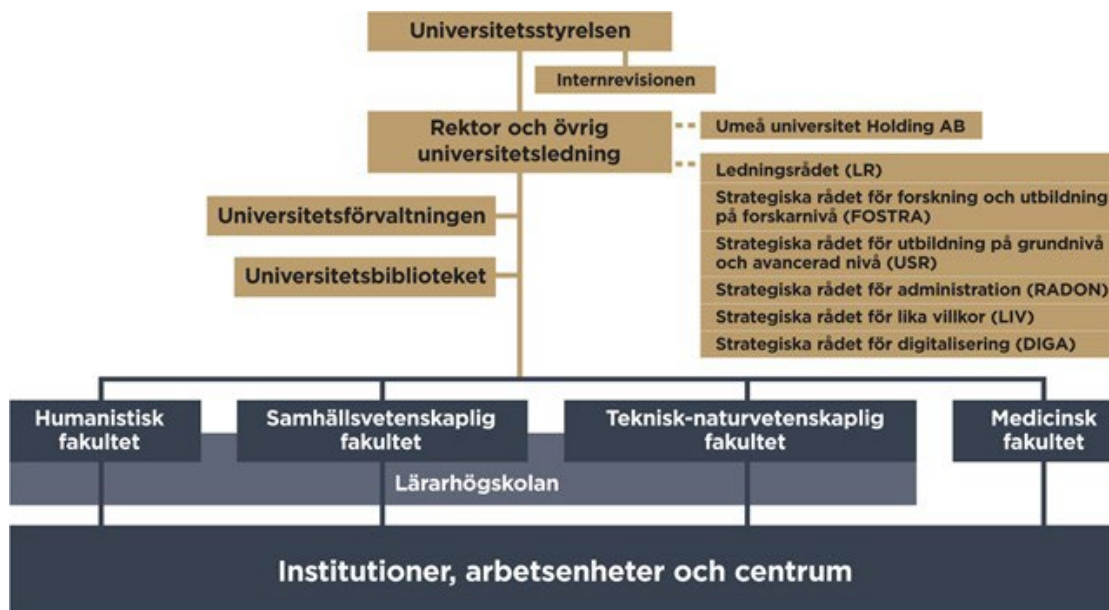 Universitetsstyrelsen
Internrevisionen
Rektor och övrig
universitetsledning
Umeå universitet Holding AB
Ledningsrådet (LR)
Strategiska rådet för forskning och utbildning
på forskarnivå (FOSTRA)
Strategiska rådet för utbildning på grundnivå
och avancerad nivå (USR)
Strategiska rådet för administration (RADON)
Strategiska rådet för lika villkor (LIV)
Strategiska rådet för digitalisering (DIGA)
Universitetsförvaltningen
Universitetsbiblioteket
Humanistisk
fakultet
Samhällsvetenskaplig
fakultet
Teknisk-naturvetenskaplig
fakultet
Medicinsk
fakultet
Lärarhögskolan
Institutioner, arbetsenheter och centrum